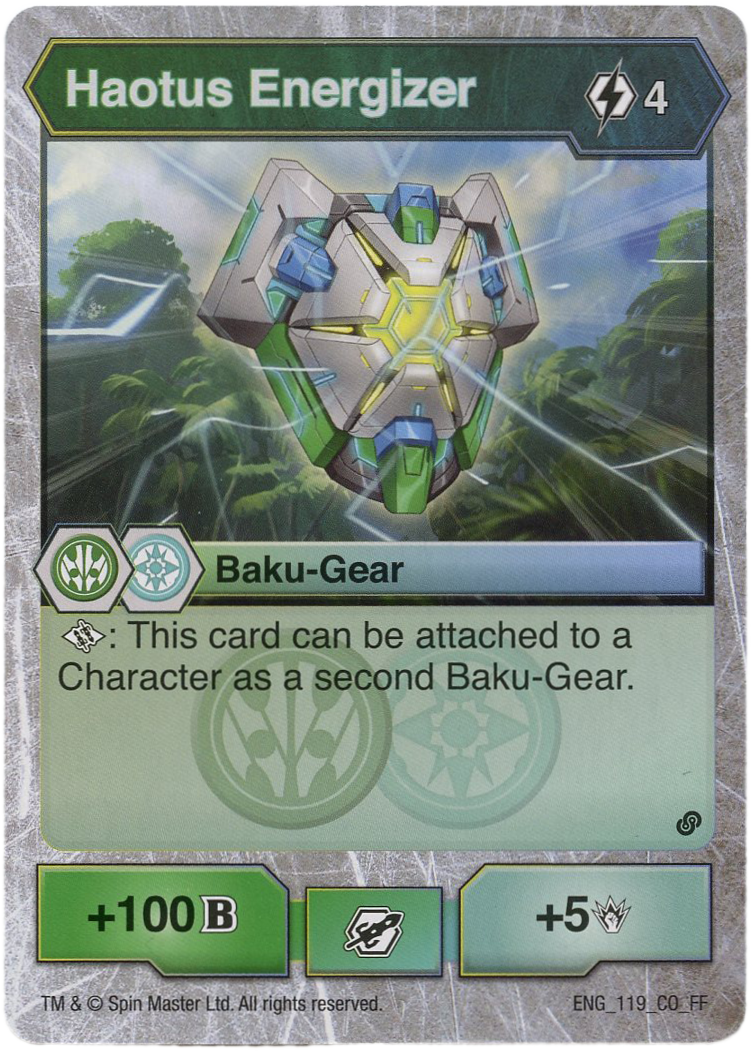 Haotus Energizer
4
Baku-Gear
: This card can be attached to a
Character as a second Baku-Gear.
+100 B
+5
TM & © Spin Master Ltd. All rights reserved.
ENG_119_CO_FF